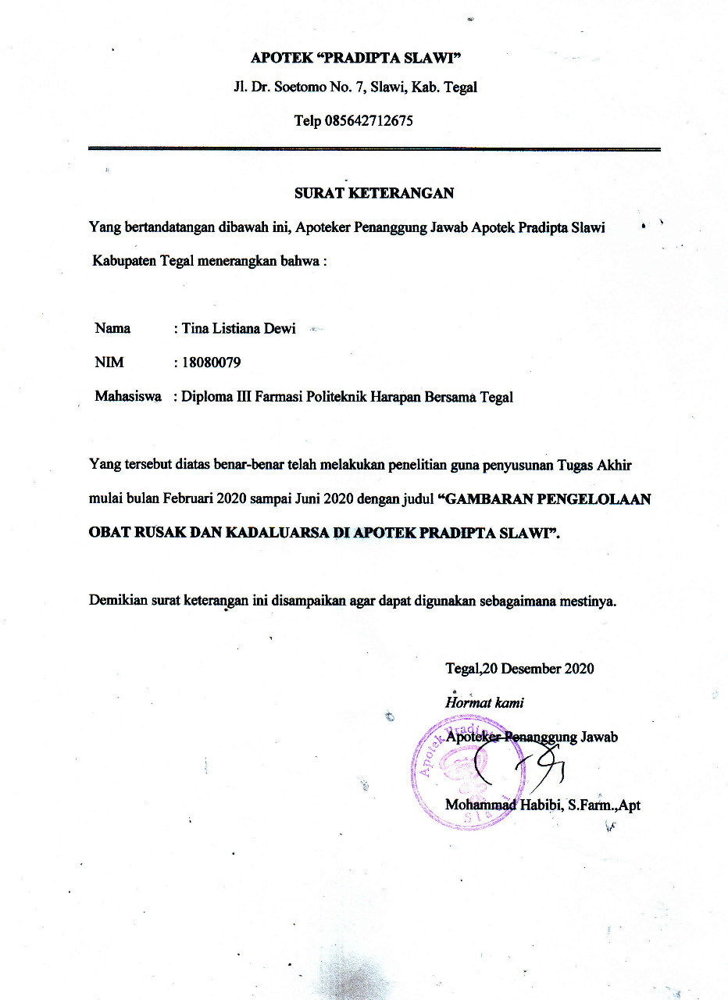 APOTEK “PRADIPTA SLAWI”
Jl. Dr. Soetomo No. 7, Slawi, Kab. Tegal
Telp 085642712675
SURAT KETERANGAN
Yang bertandatangan dibawah ini, Apoteker Penanggung Jawab Apotek Pradipta Slawi
Kabupaten Tegal menerangkan bahwa :
Nama : Tina Listiana Dewi
NIM : 18080079
Mahasiswa : Diploma III Farmasi Politeknik Harapan Bersama Tegal
Yang tersebut diatas benar-benar telah melakukan penelitian guna penyusunan Tugas Akhir
mulai bulan Februari 2020 sampai Juni 2020 dengan judul “GAMBARAN PENGELOLAAN
OBAT RUSAK DAN KADALUARSA DI APOTEK PRADIPTA SLAWI”.
Demikian surat keterangan ini disampaikan agar dapat digunakan sebagaimana mestinya.
Tegal,20 Desember 2020
Hormat kami
Apoteker Penanggung Jawab
Apotek
Slawi
Mohammad Habibi, S.Farm.,Apt